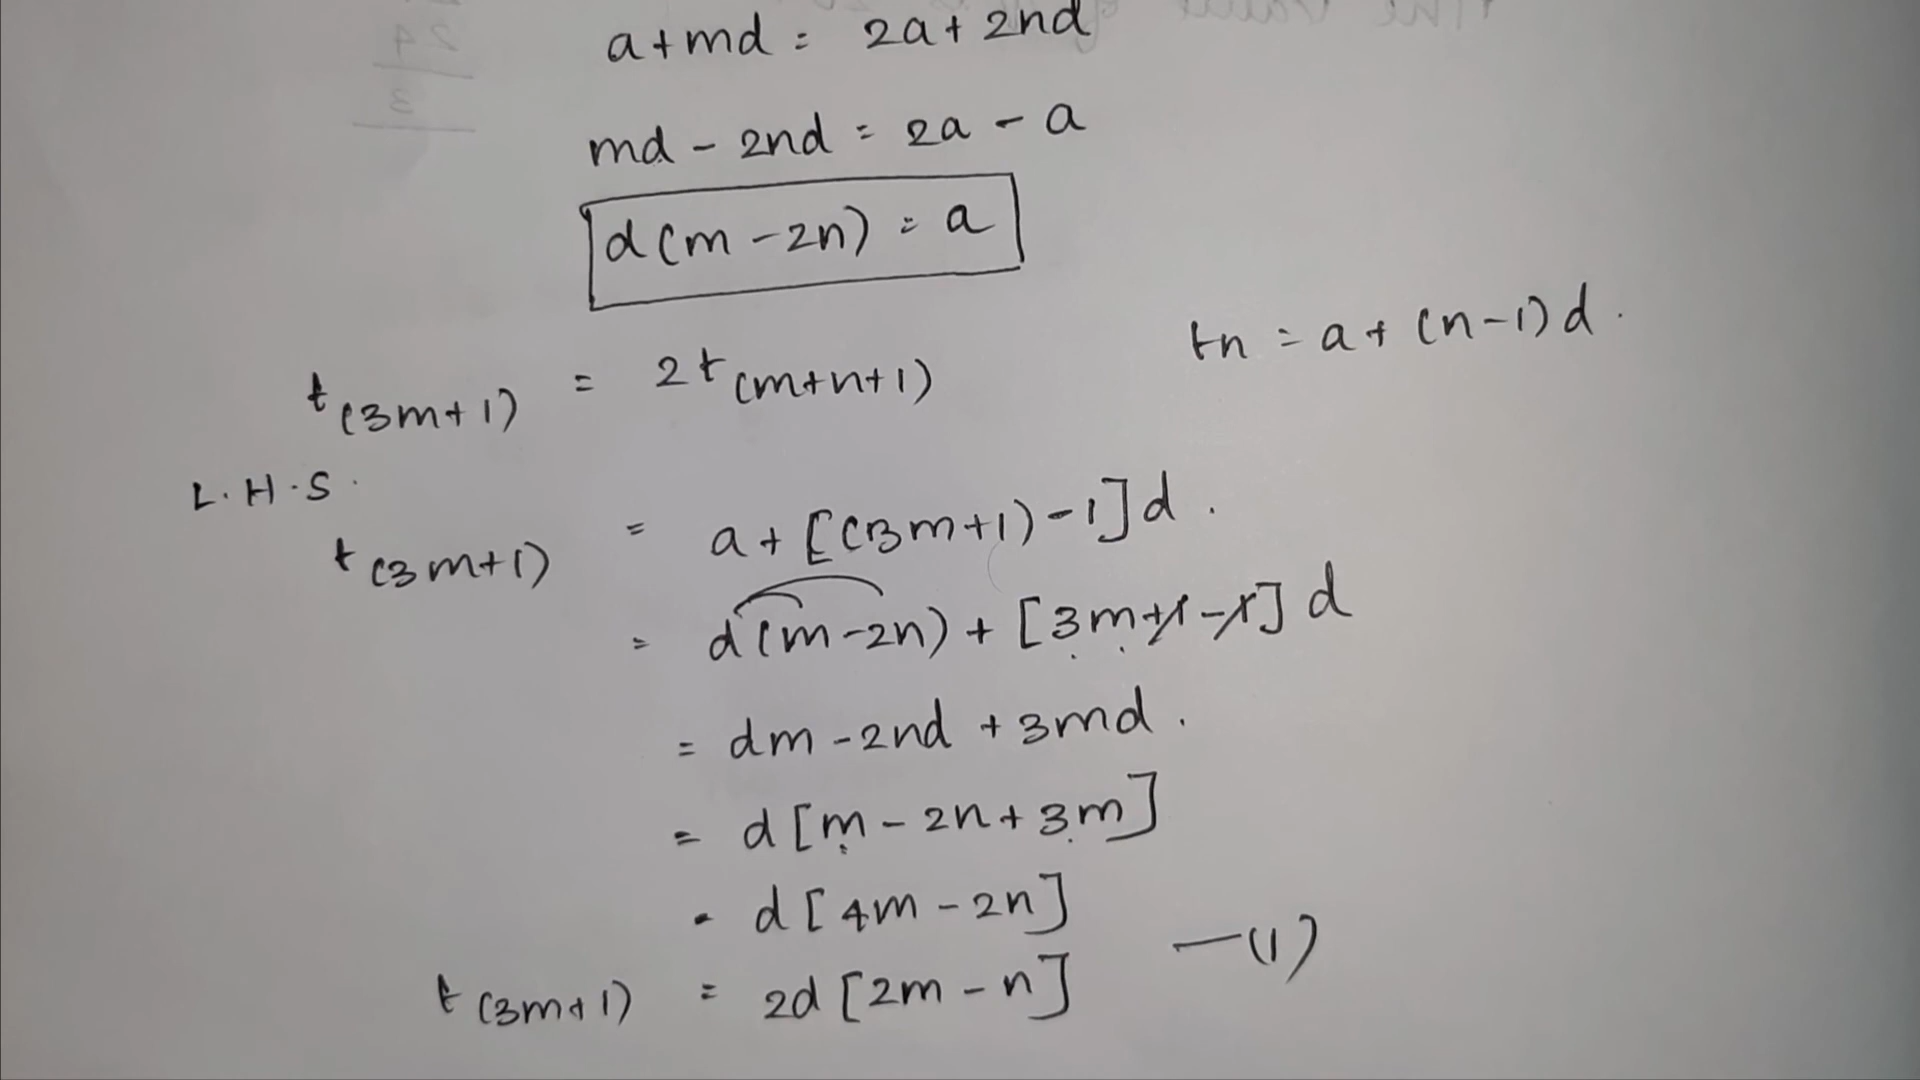 a+md = 2a+2nd
md - 2nd = 2a - a
d(m-2n) = a
tn = a+(n-1)d.
t(3m+1) = 2t(m+n+1)
L.H.S.
t(3m+1) = a+[(3m+1)-1]d.
= d(m-2n)+[3m+1-1]d
= dm-2nd+3md.
= d[m-2n+3m]
= d[4m-2n]
t(3m+1) = 2d[2m-n] —(1)